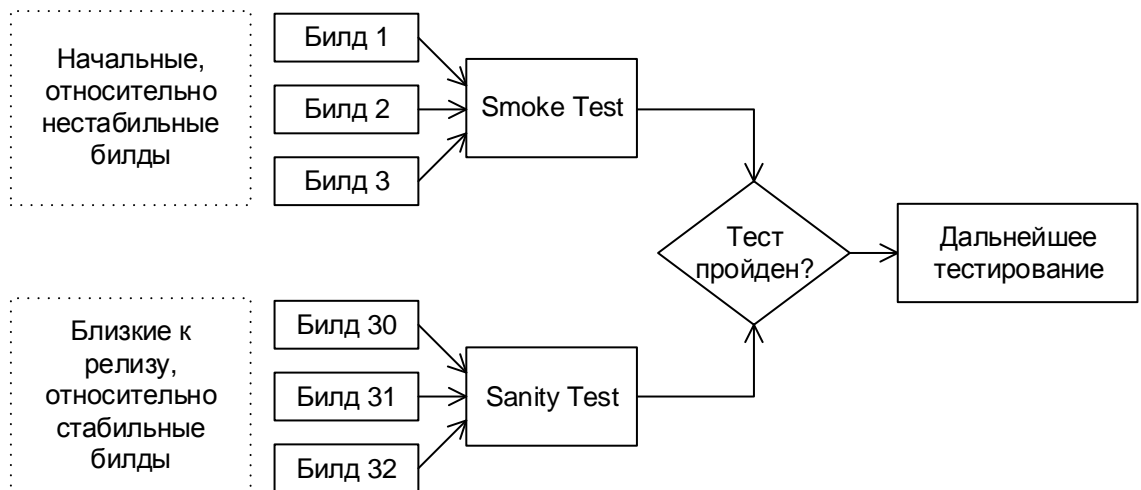 Начальные,
относительно
нестабильные
билды
Билд 1
Билд 2
Билд 3
Smoke Test
Тест
пройден?
Дальнейшее
тестирование
Близкие к
релизу,
относительно
стабильные
билды
Билд 30
Билд 31
Билд 32
Sanity Test